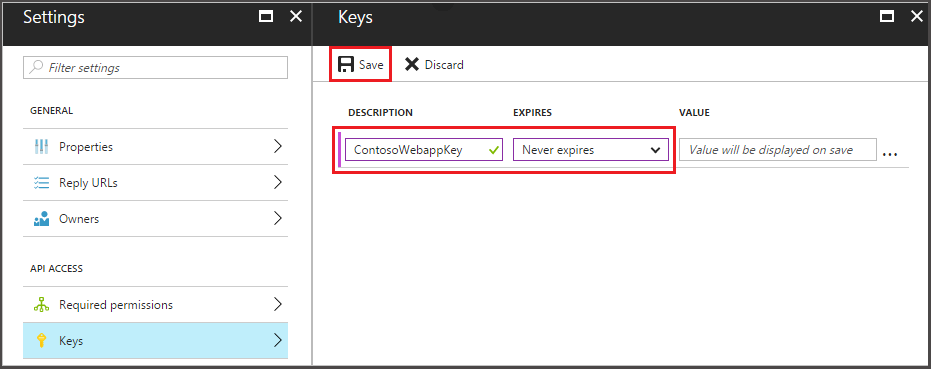 Settings
Filter settings
GENERAL
Properties
Reply URLs
Owners
API ACCESS
Required permissions
Keys
Keys
Save Discard
DESCRIPTION EXPIRES VALUE
ContosoWebappKey Never expires Value will be displayed on save ...